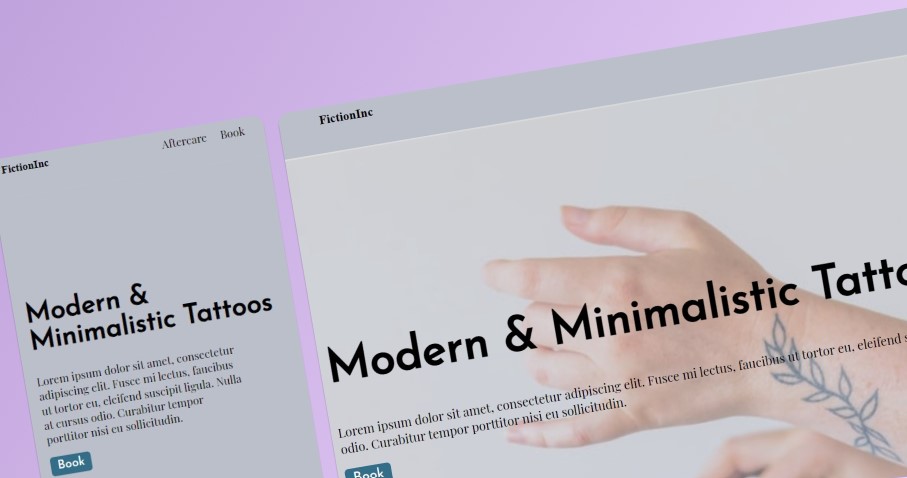 FictionInc
Aftercare Book
Modern &
Minimalistic Tattoos
Lorem ipsum dolor sit amet, consectetur
adipiscing elit. Fusce mi lectus, faucibus
ut tortor eu, eleifend suscipit ligula. Nulla
at cursus odio. Curabitur tempor
porttitor nisi eu sollicitudin.
Book
FictionInc
Modern & Minimalistic Tatto
Lorem ipsum dolor sit amet, consectetur adipiscing elit. Fusce mi lectus, faucibus ut tortor eu, eleifend s
odio. Curabitur tempor porttitor nisi eu sollicitudin.
Book